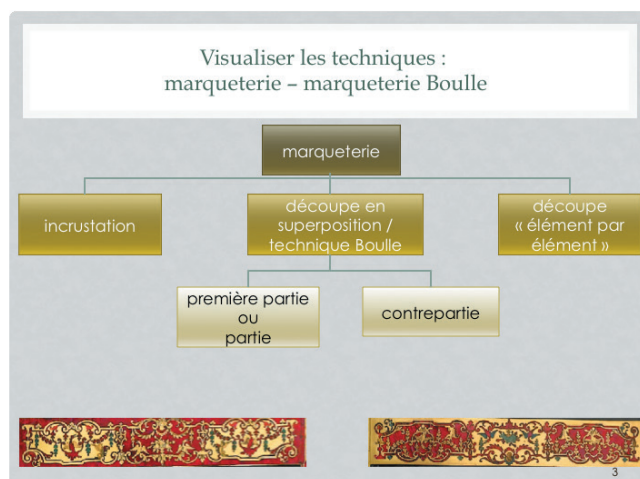 Visualiser les techniques :
marqueterie – marqueterie Boulle
marqueterie
incrustation
découpe en
superposition /
technique Boulle
découpe
« élément par
élément »
première partie
ou
partie
contrepartie
3